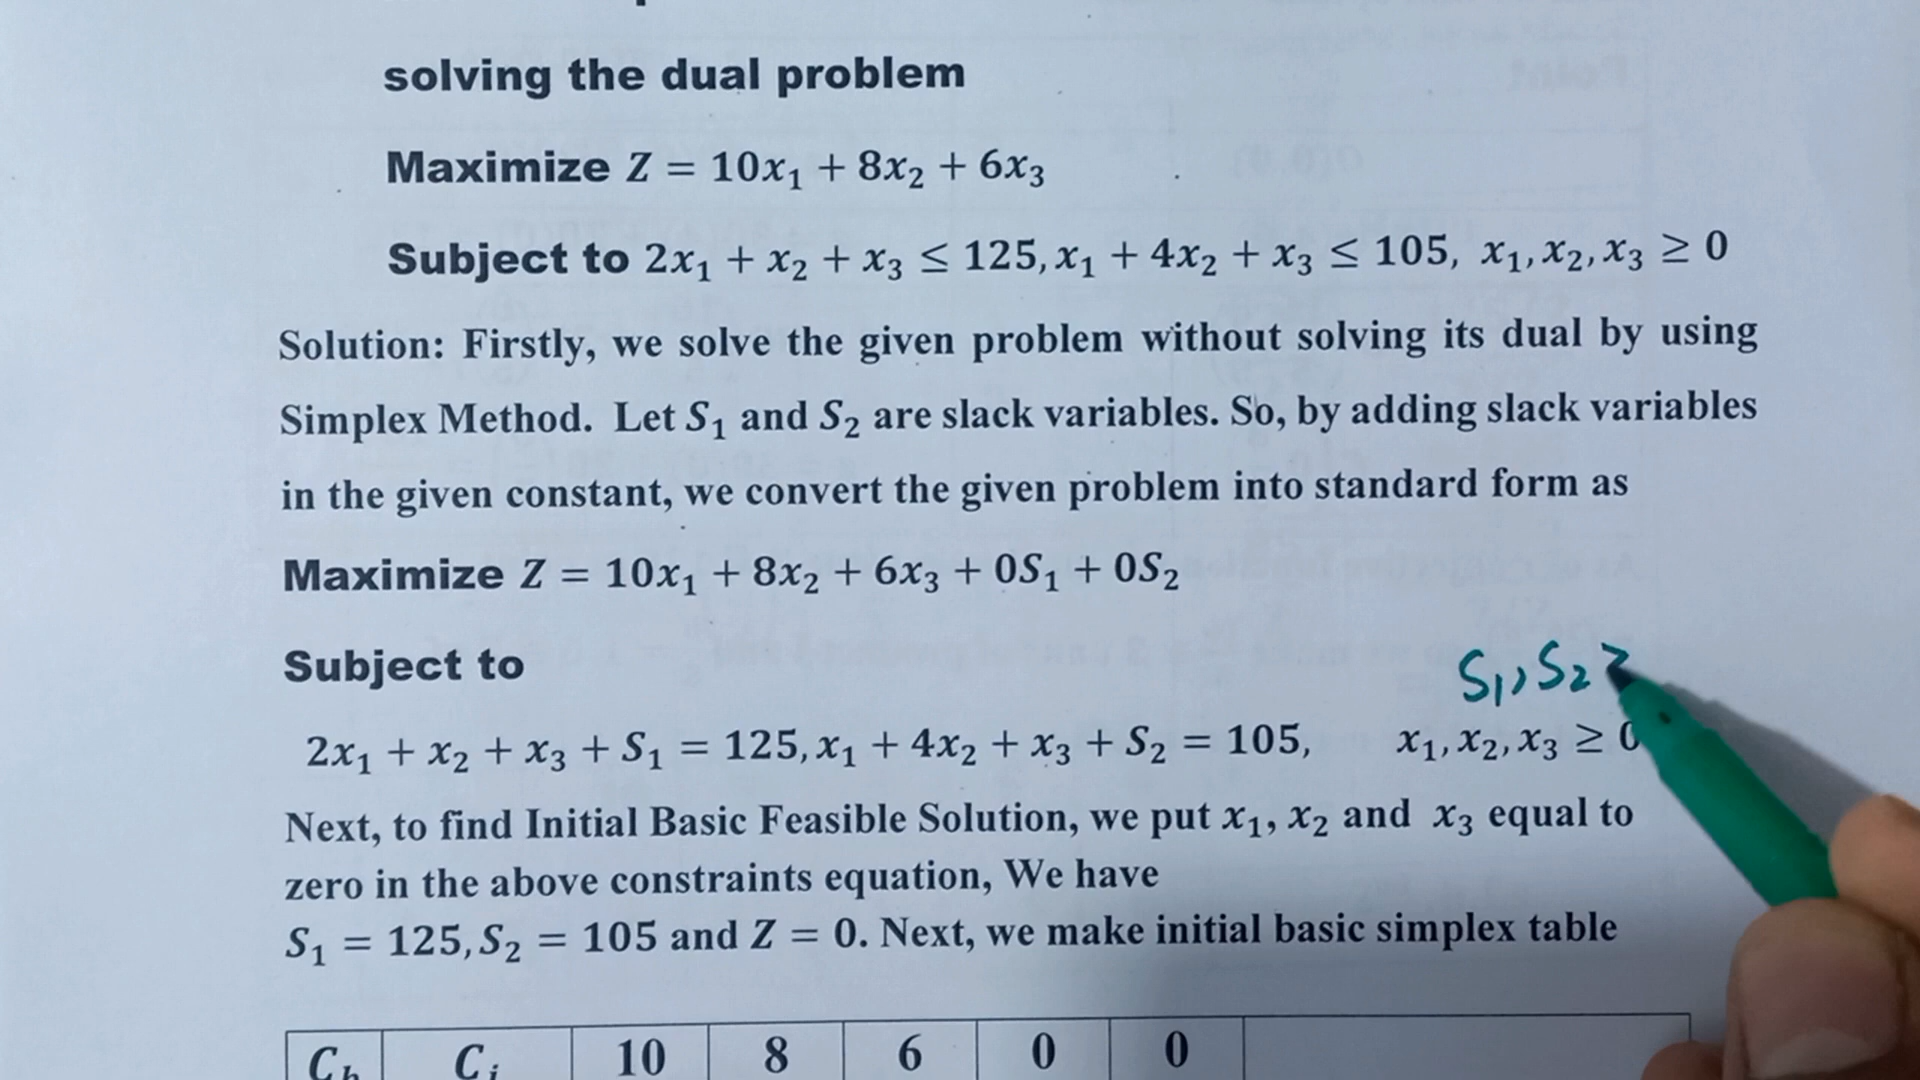 solving the dual problem
Maximize Z = 10x₁ + 8x₂ + 6x₃
Subject to 2x₁ + x₂ + x₃ ≤ 125, x₁ + 4x₂ + x₃ ≤ 105, x₁, x₂, x₃ ≥ 0
Solution: Firstly, we solve the given problem without solving its dual by using
Simplex Method. Let S₁ and S₂ are slack variables. So, by adding slack variables
in the given constant, we convert the given problem into standard form as
Maximize Z = 10x₁ + 8x₂ + 6x₃ + 0S₁ + 0S₂
Subject to
S₁, S₂ ≥
2x₁ + x₂ + x₃ + S₁ = 125, x₁ + 4x₂ + x₃ + S₂ = 105, x₁, x₂, x₃ ≥ 0
Next, to find Initial Basic Feasible Solution, we put x₁, x₂ and x₃ equal to
zero in the above constraints equation, We have
S₁ = 125, S₂ = 105 and Z = 0. Next, we make initial basic simplex table
C_b C_j 10 8 6 0 0